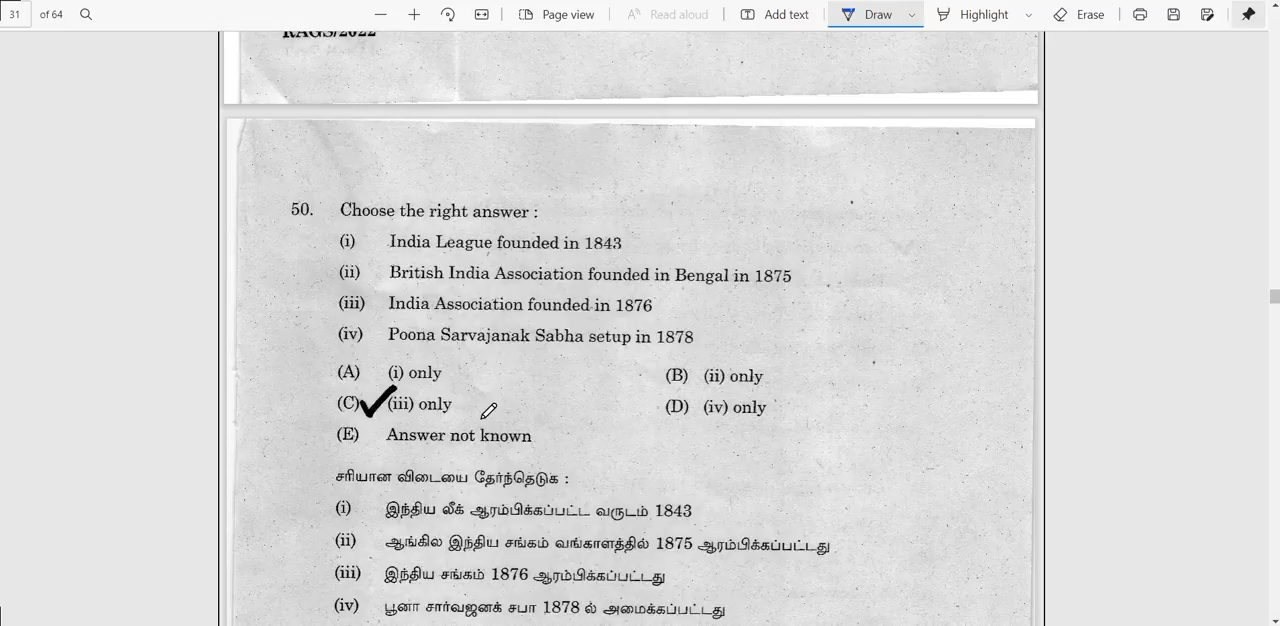 31 of 64 Page view Read aloud Add text Draw Highlight Erase
RAGS/2022
50. Choose the right answer :
(i) India League founded in 1843
(ii) British India Association founded in Bengal in 1875
(iii) India Association founded in 1876
(iv) Poona Sarvajanak Sabha setup in 1878
(A) (i) only (B) (ii) only
(C) (iii) only (D) (iv) only
(E) Answer not known
சரியான விடையை தேர்ந்தெடுக :
(i) இந்திய லீக் ஆரம்பிக்கப்பட்ட வருடம் 1843
(ii) ஆங்கில இந்திய சங்கம் வங்காளத்தில் 1875 ஆரம்பிக்கப்பட்டது
(iii) இந்திய சங்கம் 1876 ஆரம்பிக்கப்பட்டது
(iv) பூனா சார்வஜனக் சபா 1878 ல் அமைக்கப்பட்டது